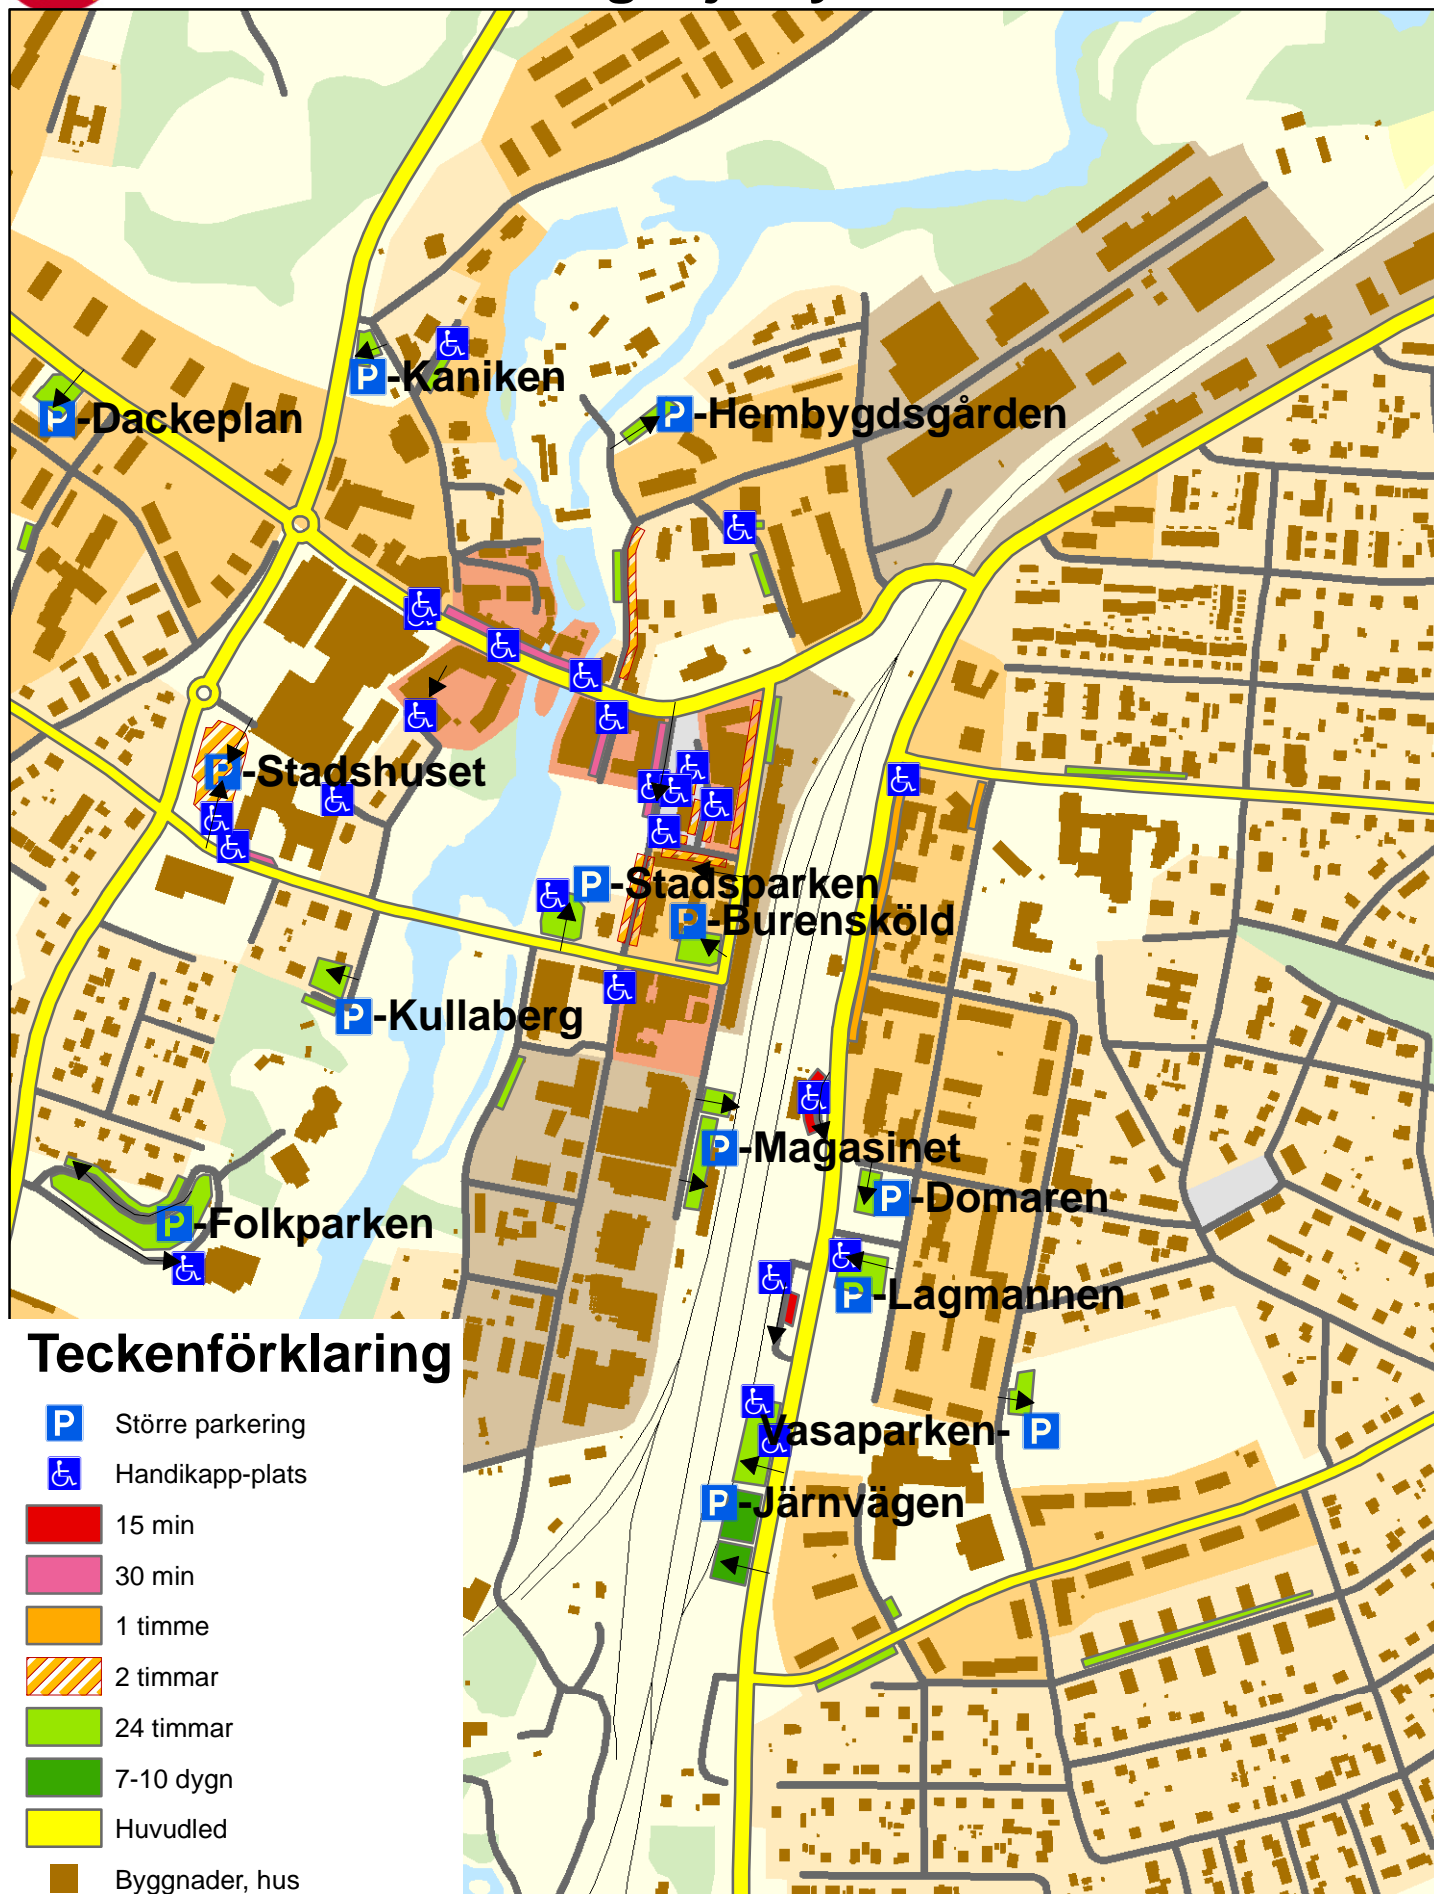 P-Kaniken
P-Dackeplan
P-Hembygdsgården
P-Stadshuset
P-Stadsparken
P-Burensköld
P-Kullaberg
P-Magasinet
P-Domaren
P-Folkparken
P-Lagmannen
Vasaparken- P
P-Järnvägen
Teckenförklaring
P Större parkering
Handikapp-plats
15 min
30 min
1 timme
2 timmar
24 timmar
7-10 dygn
Huvudled
Byggnader, hus